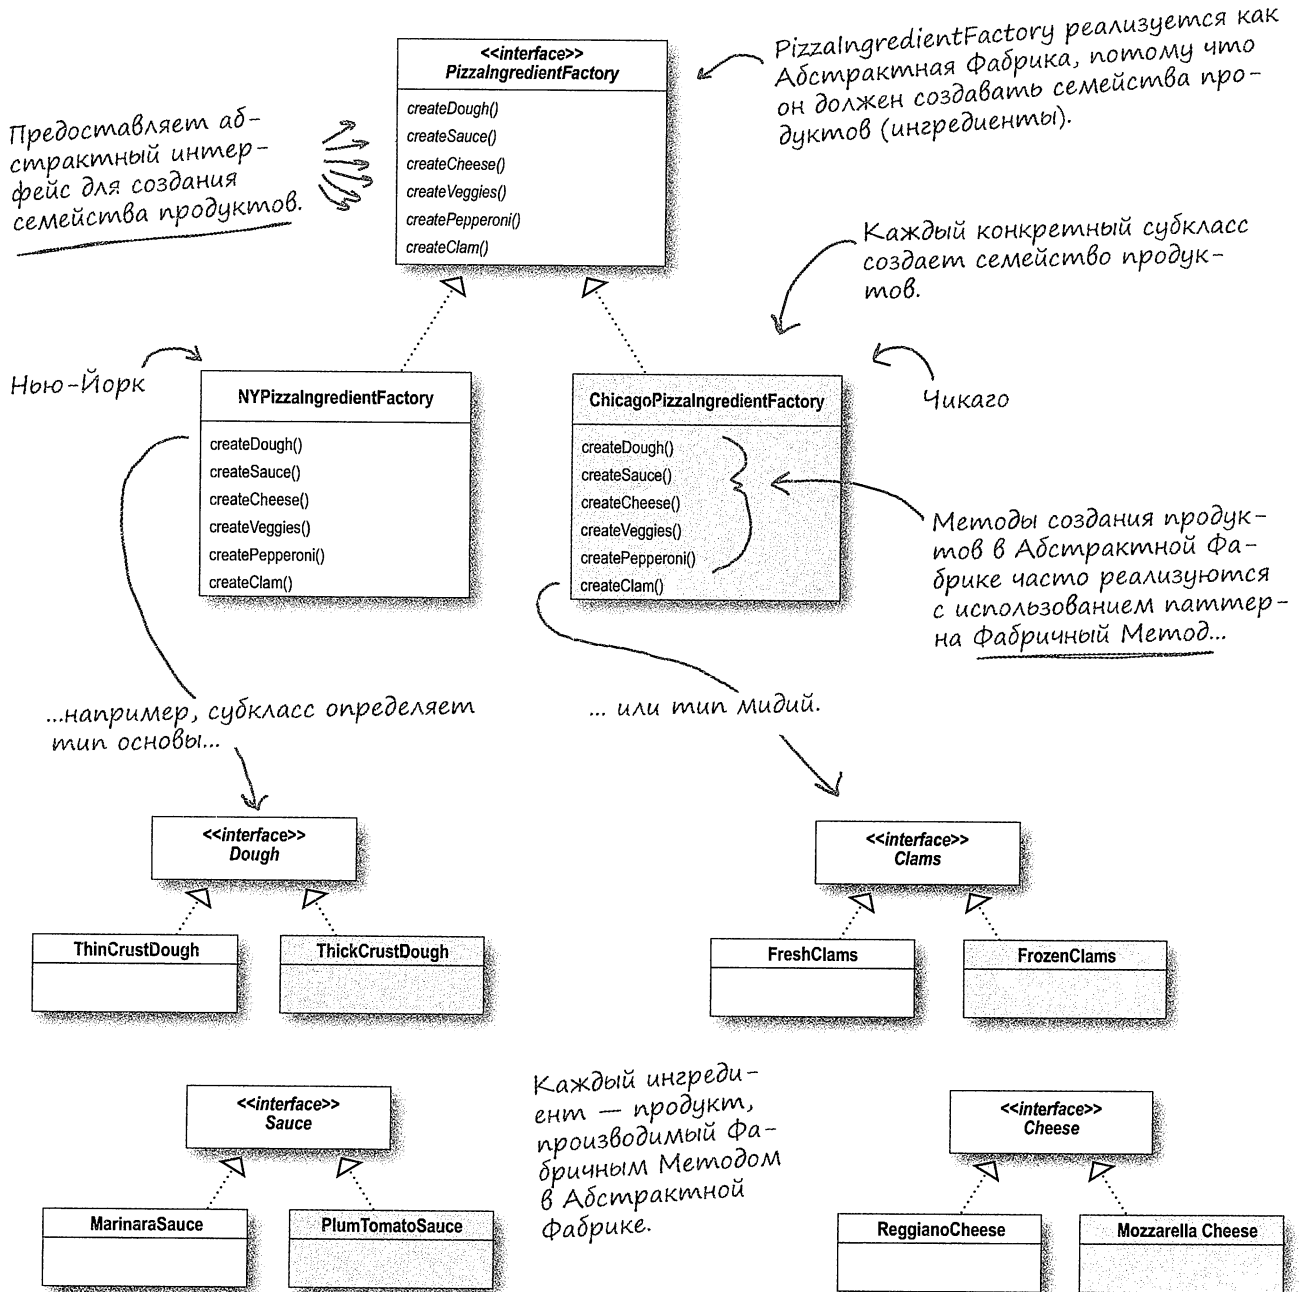 <<interface>>
PizzaIngredientFactory
createDough()
createSauce()
createCheese()
createVeggies()
createPepperoni()
createClam()
PizzaIngredientFactory реализуется как
Абстрактная Фабрика, потому что
он должен создавать семейства про-
дуктов (ингредиенты).
Предоставляет аб-
страктный интер-
фейс для создания
семейства продуктов.
Каждый конкретный субкласс
создает семейство продук-
тов.
Нью-Йорк
NYPizzaIngredientFactory
createDough()
createSauce()
createCheese()
createVeggies()
createPepperoni()
createClam()
ChicagoPizzaIngredientFactory
createDough()
createSauce()
createCheese()
createVeggies()
createPepperoni()
createClam()
Чикаго
Методы создания продук-
тов в Абстрактной Фа-
брике часто реализуются
с использованием паттер-
на Фабричный Метод...
...например, субкласс определяет
тип основы...
... или тип мидий.
<<interface>>
Dough
ThinCrustDough
ThickCrustDough
<<interface>>
Clams
FreshClams
FrozenClams
<<interface>>
Sauce
MarinaraSauce
PlumTomatoSauce
Каждый ингреди-
ент — продукт,
производимый Фа-
бричным Методом
в Абстрактной
Фабрике.
<<interface>>
Cheese
ReggianoCheese
Mozzarella Cheese